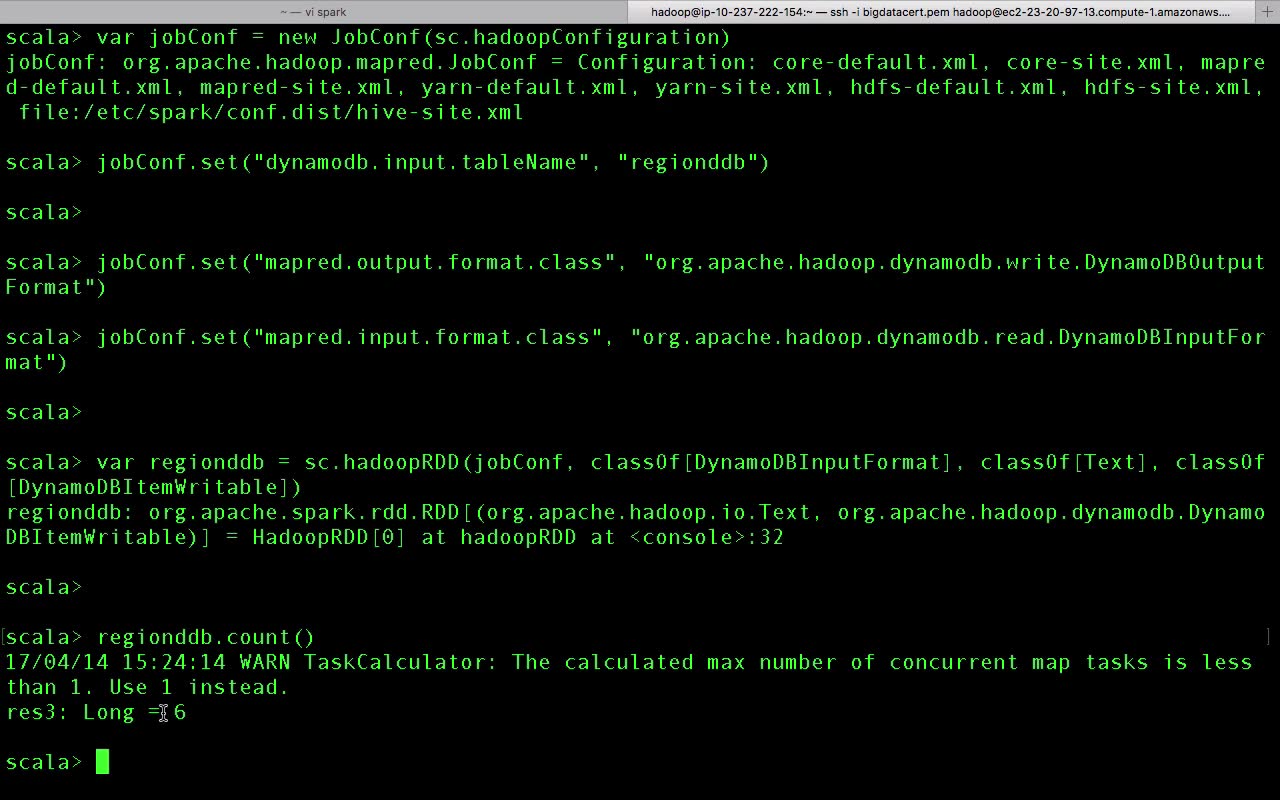 ~ — vi spark
hadoop@ip-10-237-222-154:~ — ssh -i bigdatacert.pem hadoop@ec2-23-20-97-13.compute-1.amazonaws....
scala> var jobConf = new JobConf(sc.hadoopConfiguration)
jobConf: org.apache.hadoop.mapred.JobConf = Configuration: core-default.xml, core-site.xml, mapre
d-default.xml, mapred-site.xml, yarn-default.xml, yarn-site.xml, hdfs-default.xml, hdfs-site.xml,
 file:/etc/spark/conf.dist/hive-site.xml
scala> jobConf.set("dynamodb.input.tableName", "regionddb")
scala>
scala> jobConf.set("mapred.output.format.class", "org.apache.hadoop.dynamodb.write.DynamoDBOutput
Format")
scala> jobConf.set("mapred.input.format.class", "org.apache.hadoop.dynamodb.read.DynamoDBInputFor
mat")
scala>
scala> var regionddb = sc.hadoopRDD(jobConf, classOf[DynamoDBInputFormat], classOf[Text], classOf
[DynamoDBItemWritable])
regionddb: org.apache.spark.rdd.RDD[(org.apache.hadoop.io.Text, org.apache.hadoop.dynamodb.Dynamo
DBItemWritable)] = HadoopRDD[0] at hadoopRDD at <console>:32
scala>
[scala> regionddb.count() ]
17/04/14 15:24:14 WARN TaskCalculator: The calculated max number of concurrent map tasks is less
than 1. Use 1 instead.
res3: Long = 6
scala>